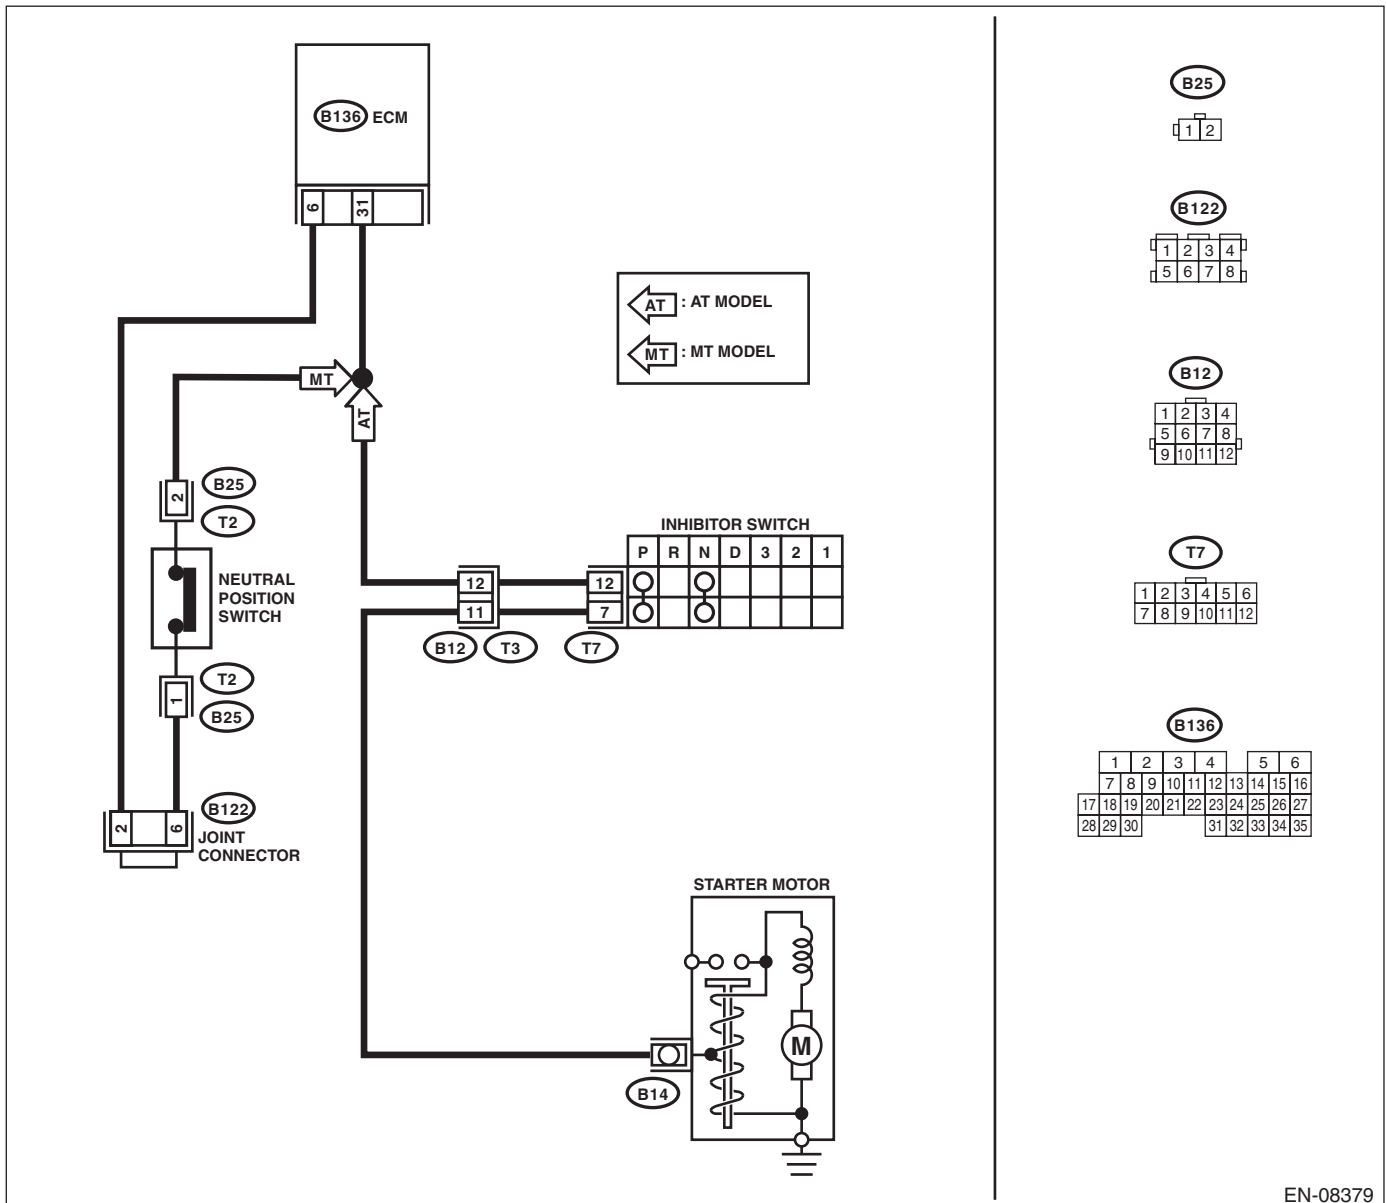 B136 ECM
6 31
AT : AT MODEL
MT : MT MODEL
MT
AT
2
B25
T2
NEUTRAL
POSITION
SWITCH
1
T2
B25
B122
2 6
JOINT
CONNECTOR
INHIBITOR SWITCH
P R N D 3 2 1
12 12
11 7
B12 T3 T7
STARTER MOTOR
M
B14
B25
1 2
B122
1 2 3 4
5 6 7 8
B12
1 2 3 4
5 6 7 8
9 10 11 12
T7
1 2 3 4 5 6
7 8 9 10 11 12
B136
1 2 3 4 5 6
7 8 9 10 11 12 13 14 15 16
17 18 19 20 21 22 23 24 25 26 27
28 29 30 31 32 33 34 35
EN-08379